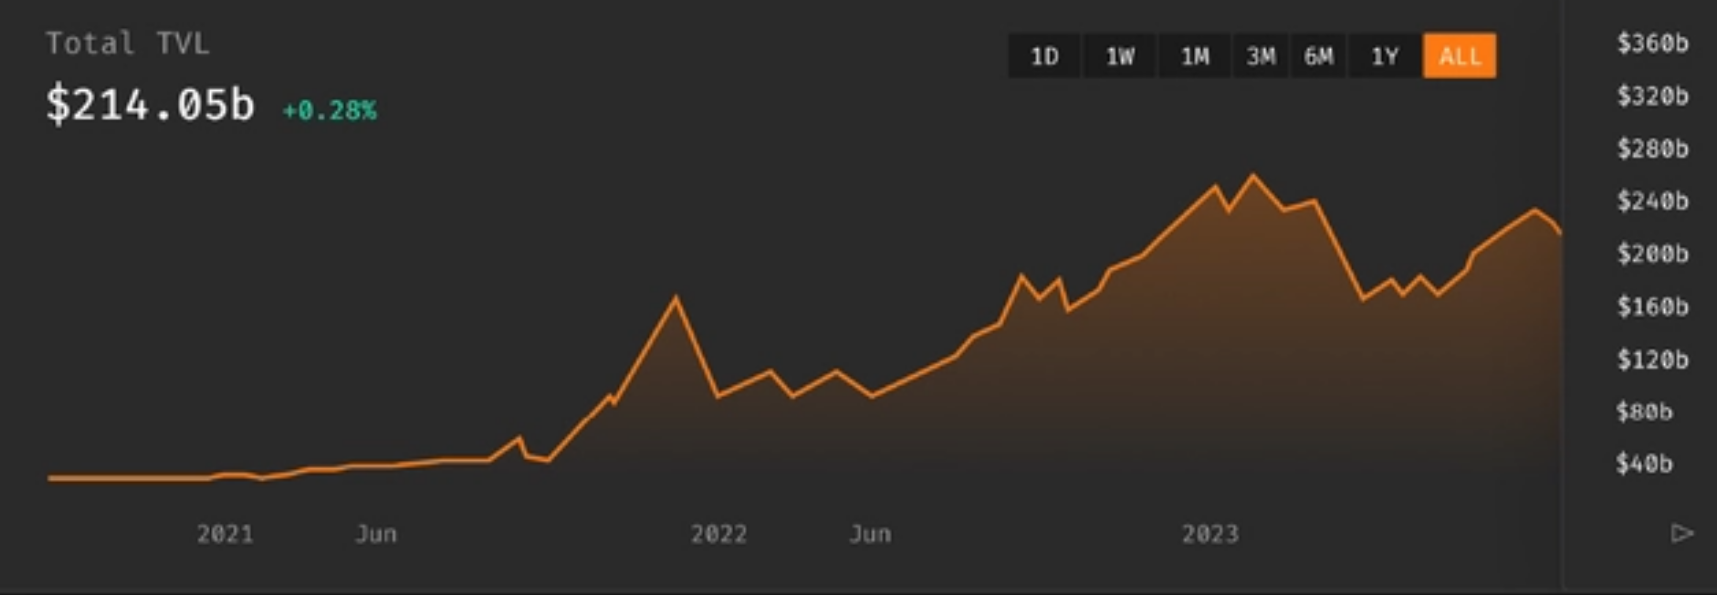 Total TVL
$214.05b +0.28%
1D 1W 1M 3M 6M 1Y ALL
$360b
$320b
$280b
$240b
$200b
$160b
$120b
$80b
$40b
2021 Jun 2022 Jun 2023